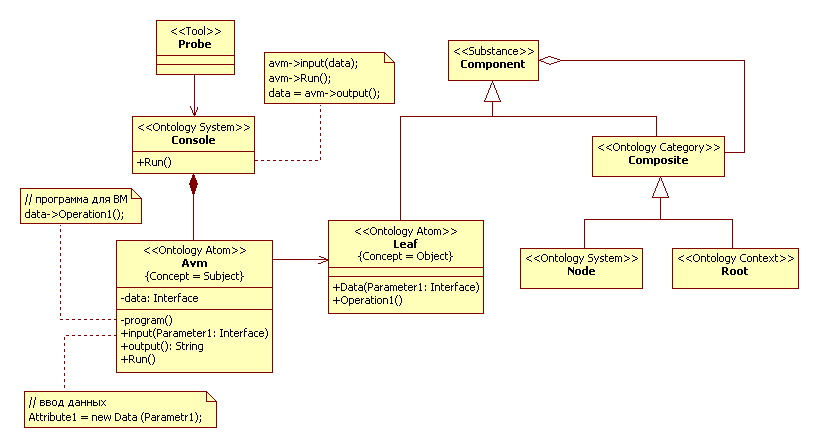 <<Tool>>
Probe
avm->input(data);
avm->Run();
data = avm->output();
<<Substance>>
Component
<<Ontology System>>
Console
+Run()
<<Ontology Category>>
Composite
// программа для ВМ
data->Operation1();
<<Ontology Atom>>
Avm
{Concept = Subject}
-data: Interface
-program()
+input(Parameter1: Interface)
+output(): String
+Run()
<<Ontology Atom>>
Leaf
{Concept = Object}
+Data(Parameter1: Interface)
+Operation1()
<<Ontology System>>
Node
<<Ontology Context>>
Root
// ввод данных
Attribute1 = new Data (Parametr1);